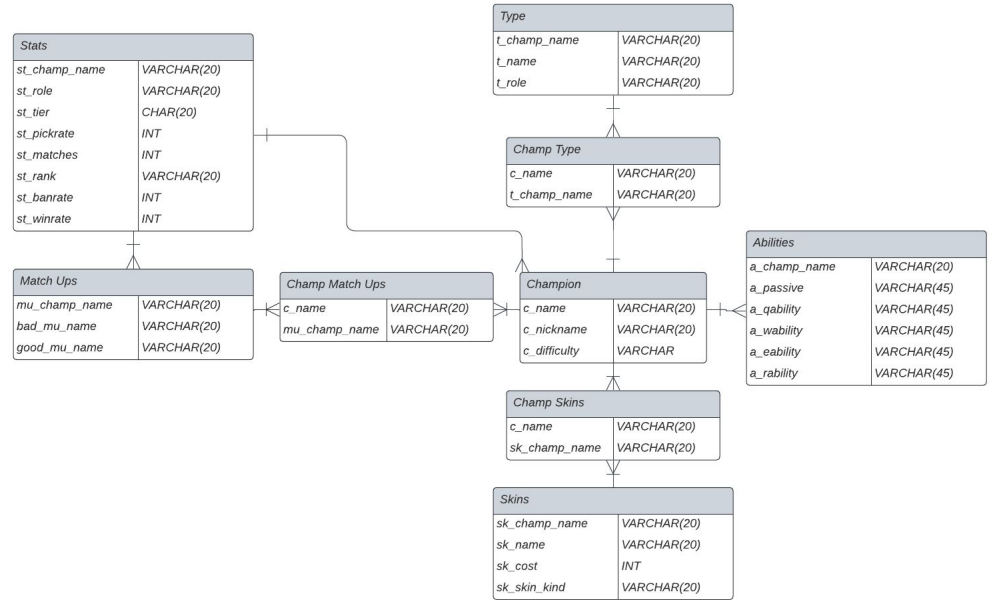 Type
t_champ_name VARCHAR(20)
t_name VARCHAR(20)
t_role VARCHAR(20)
Stats
st_champ_name VARCHAR(20)
st_role VARCHAR(20)
st_tier CHAR(20)
st_pickrate INT
st_matches INT
st_rank VARCHAR(20)
st_banrate INT
st_winrate INT
Champ Type
c_name VARCHAR(20)
t_champ_name VARCHAR(20)
Match Ups
mu_champ_name VARCHAR(20)
bad_mu_name VARCHAR(20)
good_mu_name VARCHAR(20)
Champ Match Ups
c_name VARCHAR(20)
mu_champ_name VARCHAR(20)
Champion
c_name VARCHAR(20)
c_nickname VARCHAR(20)
c_difficulty VARCHAR
Abilities
a_champ_name VARCHAR(20)
a_passive VARCHAR(45)
a_qability VARCHAR(45)
a_wability VARCHAR(45)
a_eability VARCHAR(45)
a_rability VARCHAR(45)
Champ Skins
c_name VARCHAR(20)
sk_champ_name VARCHAR(20)
Skins
sk_champ_name VARCHAR(20)
sk_name VARCHAR(20)
sk_cost INT
sk_skin_kind VARCHAR(20)